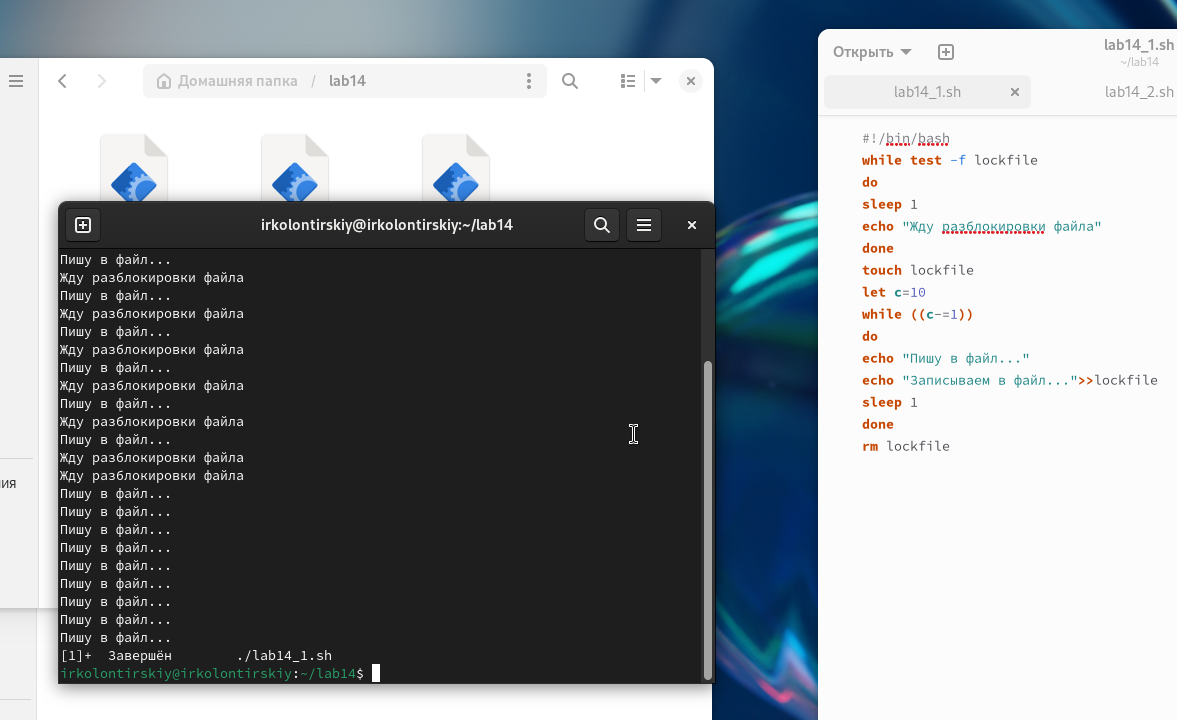 Домашняя папка / lab14
ия
irkolontirskiy@irkolontirskiy:~/lab14
Пишу в файл...
Жду разблокировки файла
Пишу в файл...
Жду разблокировки файла
Пишу в файл...
Жду разблокировки файла
Пишу в файл...
Жду разблокировки файла
Пишу в файл...
Жду разблокировки файла
Пишу в файл...
Жду разблокировки файла
Жду разблокировки файла
Пишу в файл...
Пишу в файл...
Пишу в файл...
Пишу в файл...
Пишу в файл...
Пишу в файл...
Пишу в файл...
Пишу в файл...
Пишу в файл...
[1]+  Завершён        ./lab14_1.sh
irkolontirskiy@irkolontirskiy:~/lab14$
Открыть
lab14_1.sh
~/lab14
lab14_1.sh
lab14_2.sh
#!/bin/bash
while test -f lockfile
do
sleep 1
echo "Жду разблокировки файла"
done
touch lockfile
let c=10
while ((c-=1))
do
echo "Пишу в файл..."
echo "Записываем в файл...">>lockfile
sleep 1
done
rm lockfile